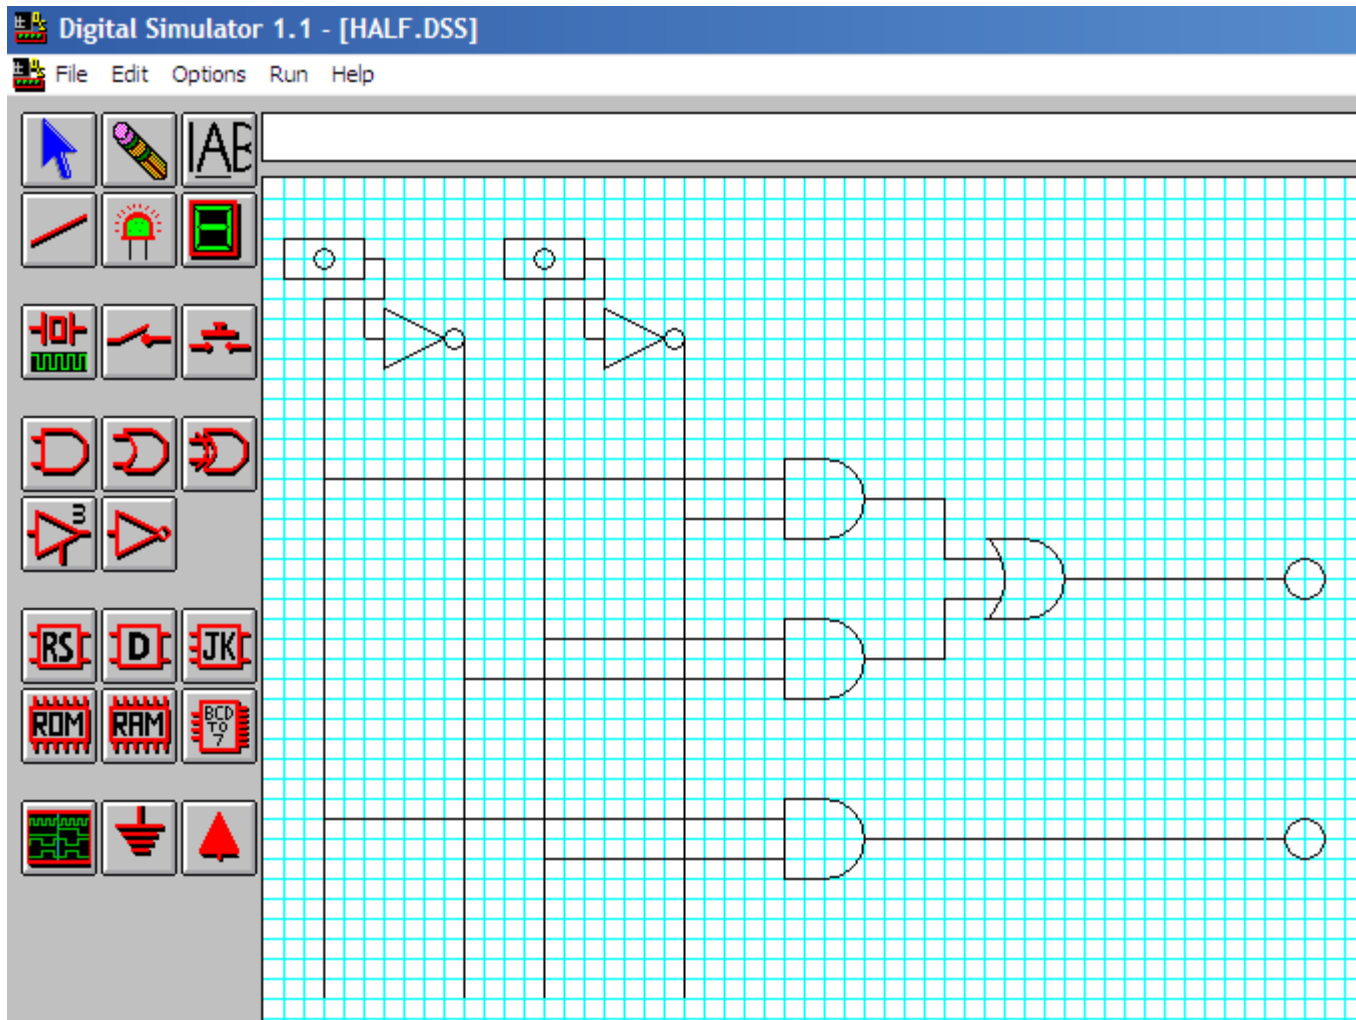 Digital Simulator 1.1 - [HALF.DSS]
File Edit Options Run Help
IAB
3
RS D JK
ROM RAM BCD TO 7